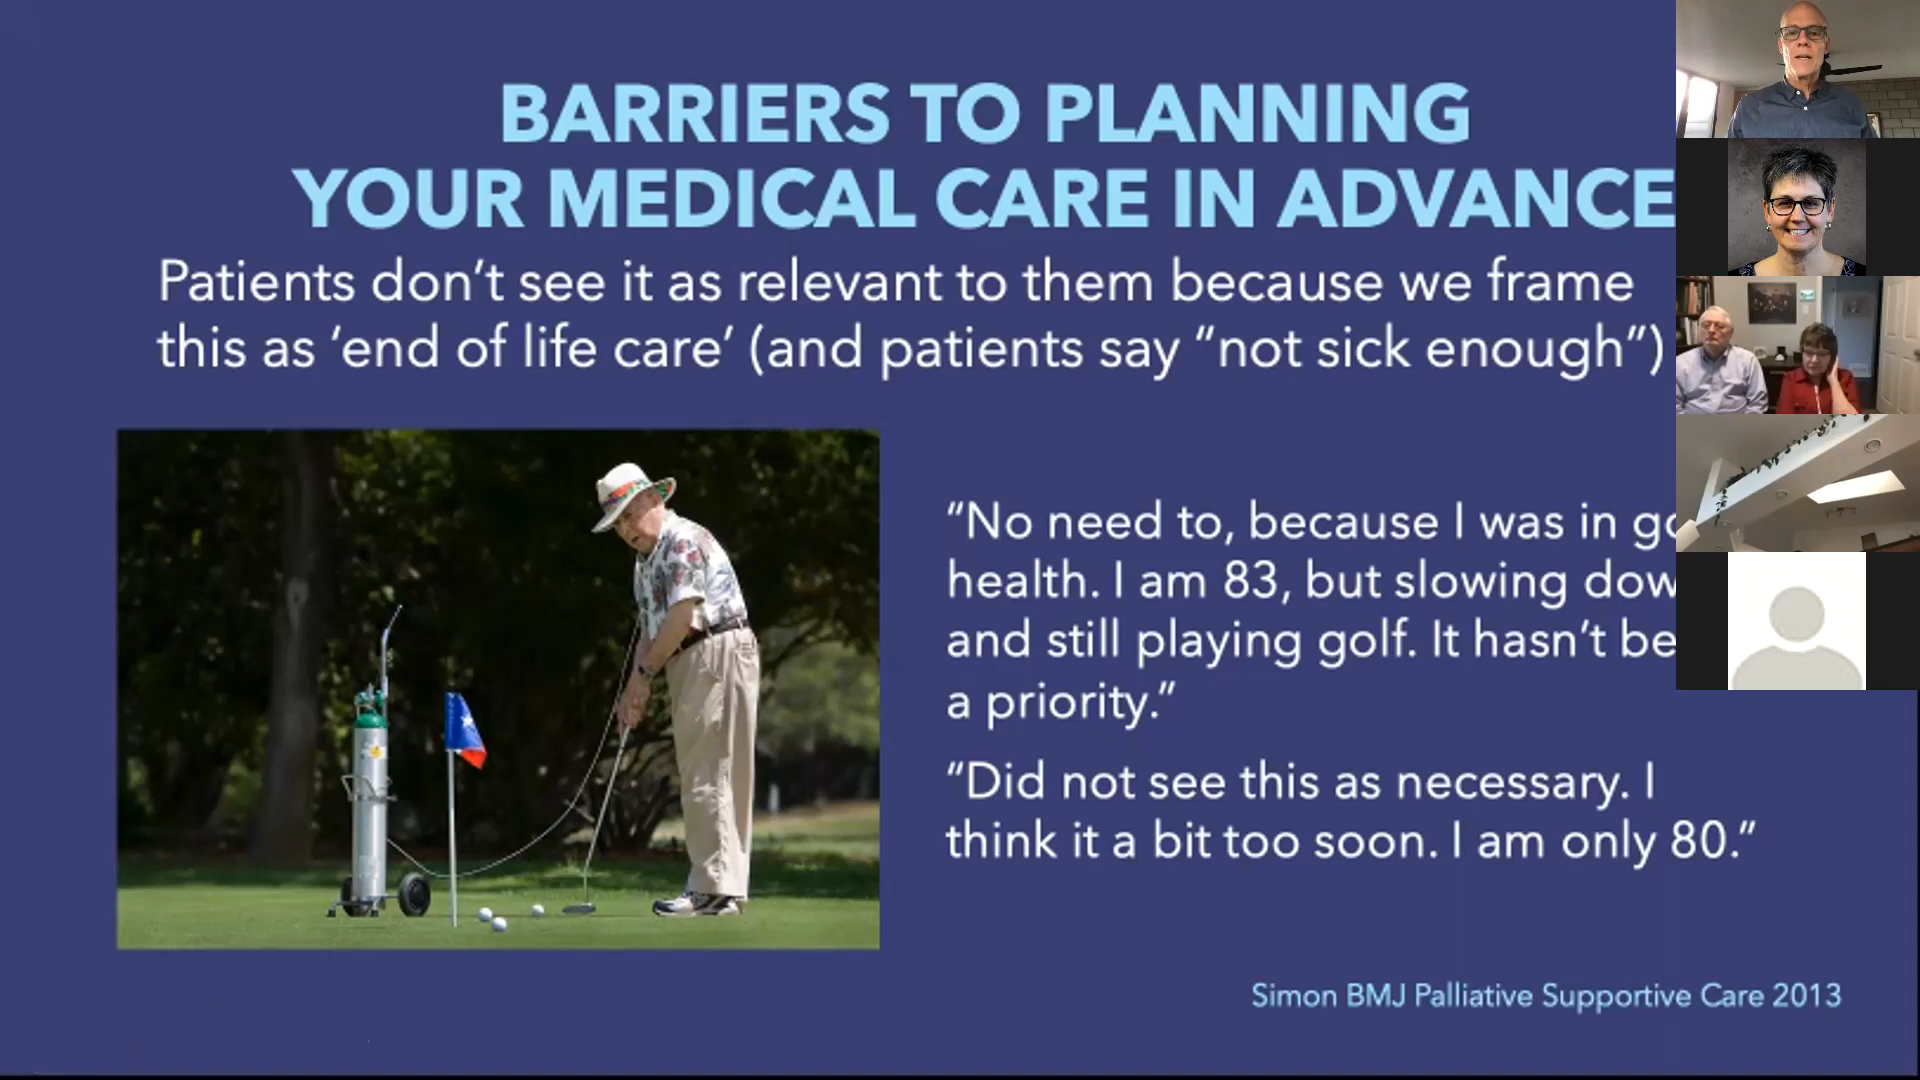 BARRIERS TO PLANNING
YOUR MEDICAL CARE IN ADVANCE
Patients don’t see it as relevant to them because we frame
this as ‘end of life care’ (and patients say “not sick enough”)
“No need to, because I was in
health. I am 83, but slowing
and still playing golf. It hasn’t
a priority.”
“Did not see this as necessary. I
think it a bit too soon. I am only 80.”
Simon BMJ Palliative Supportive Care 2013